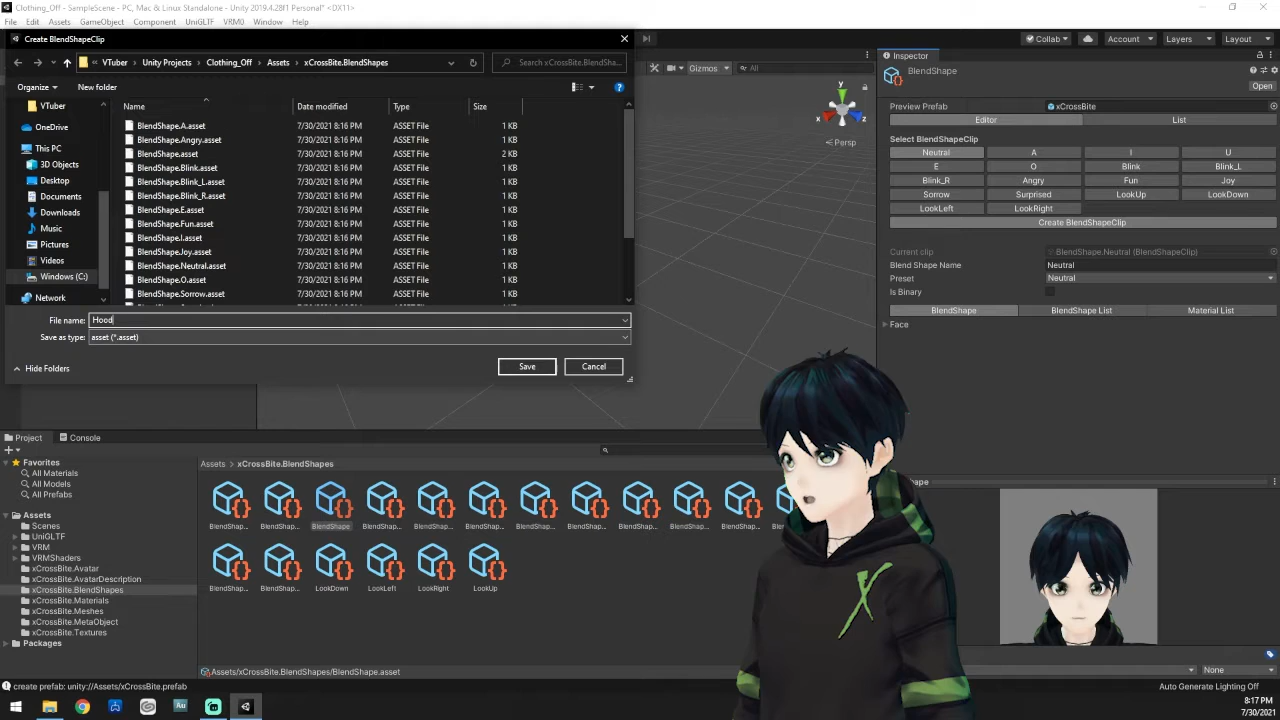 Clothing_Off - SampleScene - PC, Mac & Linux Standalone - Unity 2019.4.28f1 Personal* <DX11>
File Edit Assets GameObject Component UniGLTF VRM0 Window Help
Create BlendShapeClip
Collab Account Layers Layout
VTuber Unity Projects Clothing_Off Assets xCrossBite.BlendShapes
Search xCrossBite.BlendSha...
Organize New folder
Name Date modified Type Size
VTuber
OneDrive
This PC
3D Objects
Desktop
Documents
Downloads
Music
Pictures
Videos
Windows (C:)
Network
BlendShape.A.asset 7/30/2021 8:16 PM ASSET File 1 KB
BlendShape.Angry.asset 7/30/2021 8:16 PM ASSET File 1 KB
BlendShape.asset 7/30/2021 8:16 PM ASSET File 2 KB
BlendShape.Blink.asset 7/30/2021 8:16 PM ASSET File 1 KB
BlendShape.Blink_L.asset 7/30/2021 8:16 PM ASSET File 1 KB
BlendShape.Blink_R.asset 7/30/2021 8:16 PM ASSET File 1 KB
BlendShape.E.asset 7/30/2021 8:16 PM ASSET File 1 KB
BlendShape.Fun.asset 7/30/2021 8:16 PM ASSET File 1 KB
BlendShape.I.asset 7/30/2021 8:16 PM ASSET File 1 KB
BlendShape.Joy.asset 7/30/2021 8:16 PM ASSET File 1 KB
BlendShape.Neutral.asset 7/30/2021 8:16 PM ASSET File 1 KB
BlendShape.O.asset 7/30/2021 8:16 PM ASSET File 1 KB
BlendShape.Sorrow.asset 7/30/2021 8:16 PM ASSET File 1 KB
File name: Hood
Save as type: asset (*.asset)
Hide Folders
Save Cancel
Gizmos All
y
x z
Persp
Inspector
BlendShape
Open
Preview Prefab xCrossBite
Editor List
Select BlendShapeClip
Neutral A I U
E O Blink Blink_L
Blink_R Angry Fun Joy
Sorrow Surprised LookUp LookDown
LookLeft LookRight
Create BlendShapeClip
Current clip BlendShape.Neutral (BlendShapeClip)
Blend Shape Name Neutral
Preset Neutral
Is Binary
BlendShape BlendShape List Material List
Face
Project Console
Favorites
All Materials
All Models
All Prefabs
Assets
Scenes
UniGLTF
VRM
VRMShaders
xCrossBite.Avatar
xCrossBite.AvatarDescription
xCrossBite.BlendShapes
xCrossBite.Materials
xCrossBite.Meshes
xCrossBite.MetaObject
xCrossBite.Textures
Packages
Assets > xCrossBite.BlendShapes
BlendShap... BlendShap... BlendShape BlendShap... BlendShap... BlendShap... BlendShap... BlendShap... BlendShap... BlendShap... BlendShap...
BlendShap... BlendShap... LookDown LookLeft LookRight LookUp
Assets/xCrossBite.BlendShapes/BlendShape.asset
None
create prefab: unity://Assets/xCrossBite.prefab
Auto Generate Lighting Off
Au
8:17 PM
7/30/2021